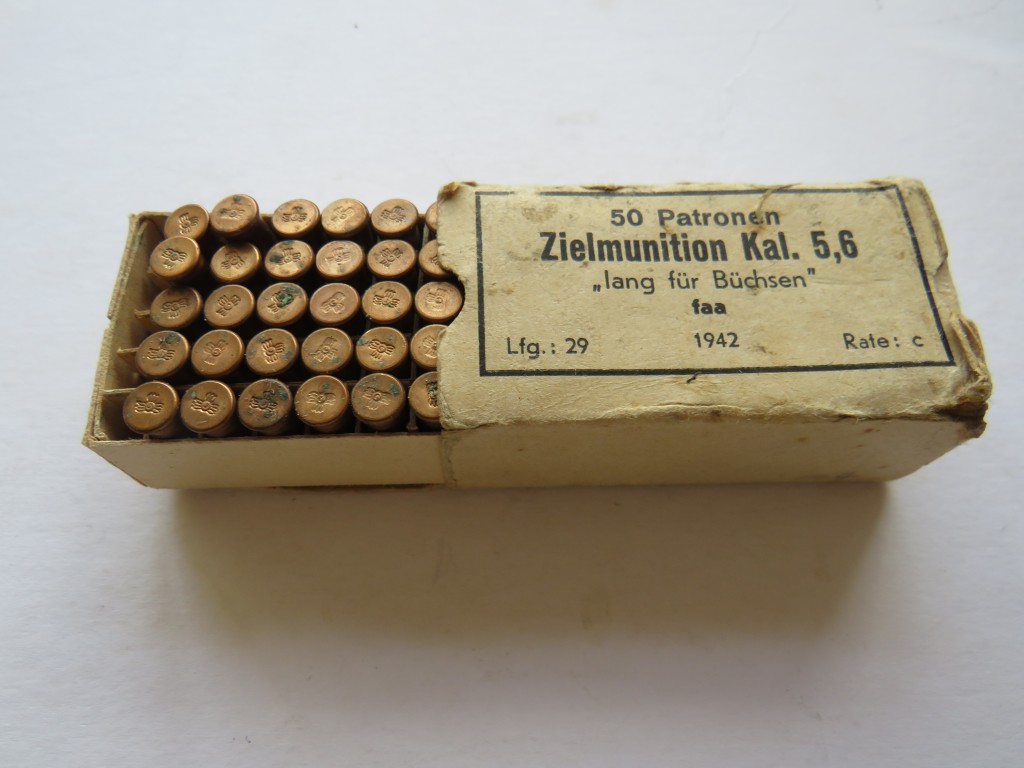 50 Patronen
Zielmunition Kal. 5,6
„lang für Büchsen"
faa
Lfg.: 29 1942 Rate: c